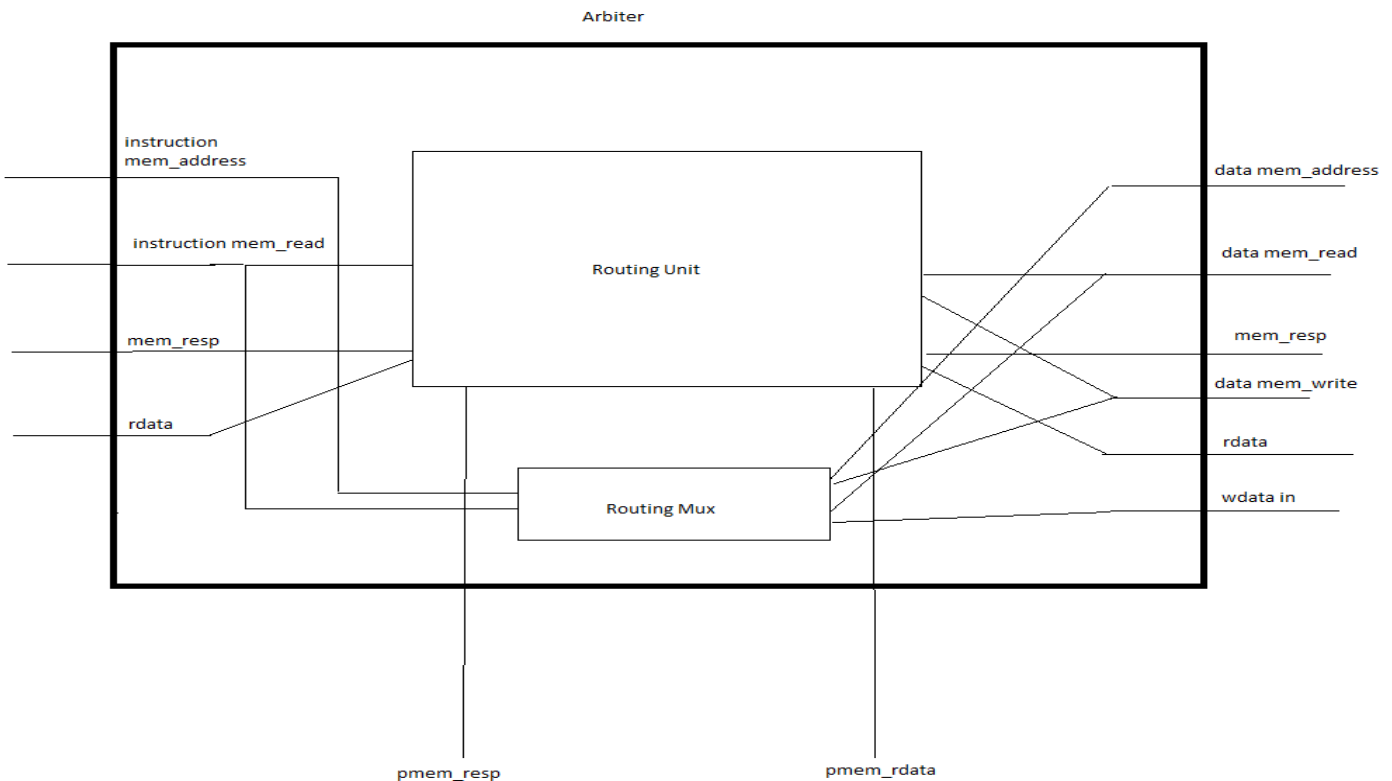 Arbiter
instruction
mem_address
instruction mem_read
mem_resp
rdata
Routing Unit
Routing Mux
data mem_address
data mem_read
mem_resp
data mem_write
rdata
wdata in
pmem_resp
pmem_rdata